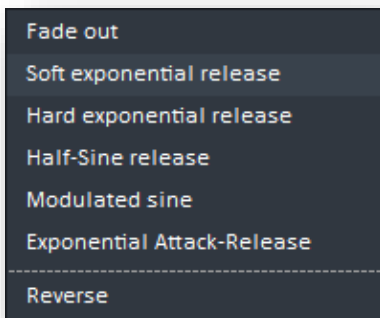 Fade out
Soft exponential release
Hard exponential release
Half-Sine release
Modulated sine
Exponential Attack-Release
Reverse